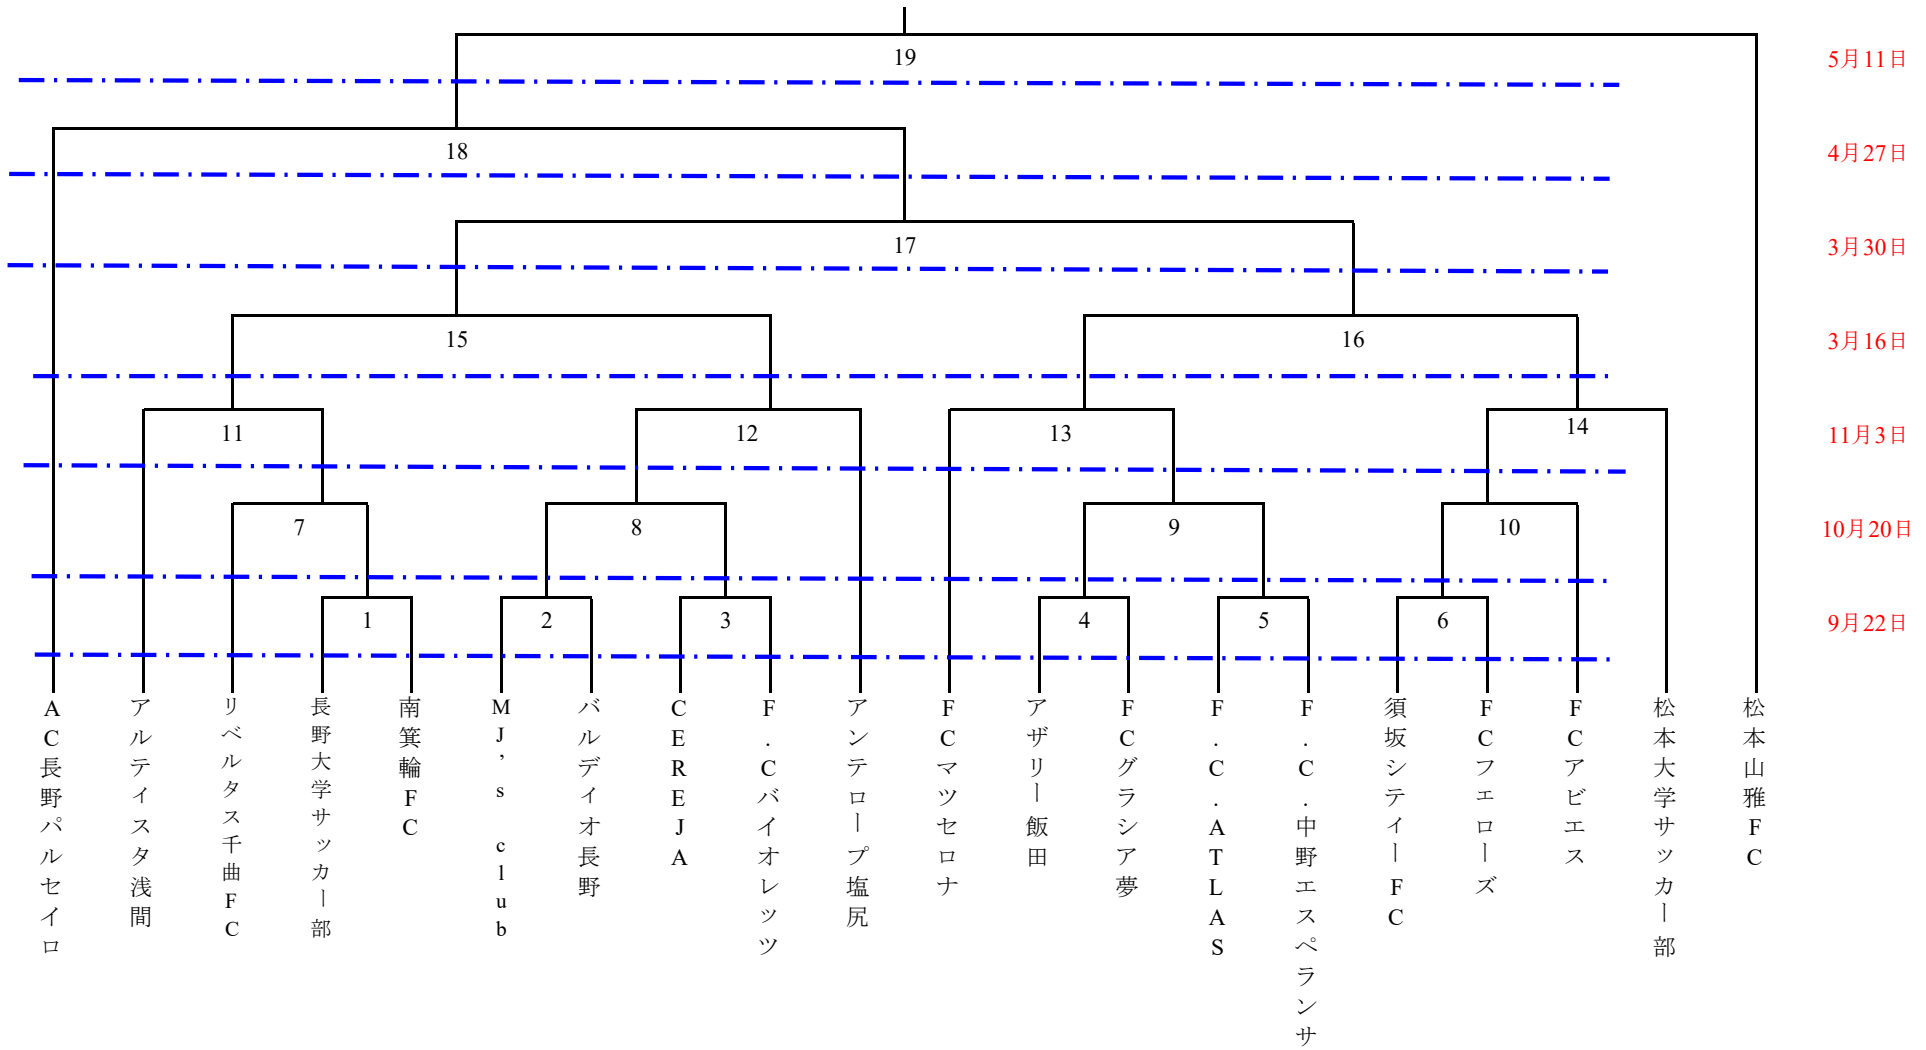 19
5月11日
18
4月27日
17
3月30日
15
16
3月16日
11
12
13
14
11月3日
7
8
9
10
10月20日
1
2
3
4
5
6
9月22日
AC長野パルセイロ
アルティスタ浅間
リベルタス千曲FC
長野大学サッカー部
南箕輪FC
MJ’s club
バルディオ長野
CEREJA
F.Cバイオレッツ
アンテロープ塩尻
FCマツセロナ
アザリー飯田
FCグラシア夢
F.C.ATLAS
F.C.中野エスペランサ
須坂シティーFC
FCフェローズ
FCアビエス
松本大学サッカー部
松本山雅FC